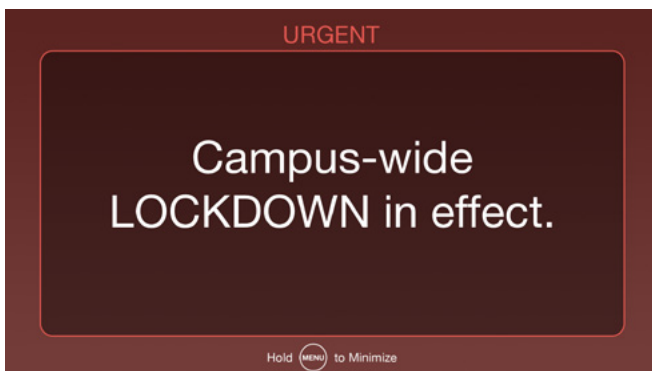 URGENT
Campus-wide
LOCKDOWN in effect.
Hold MENU to Minimize